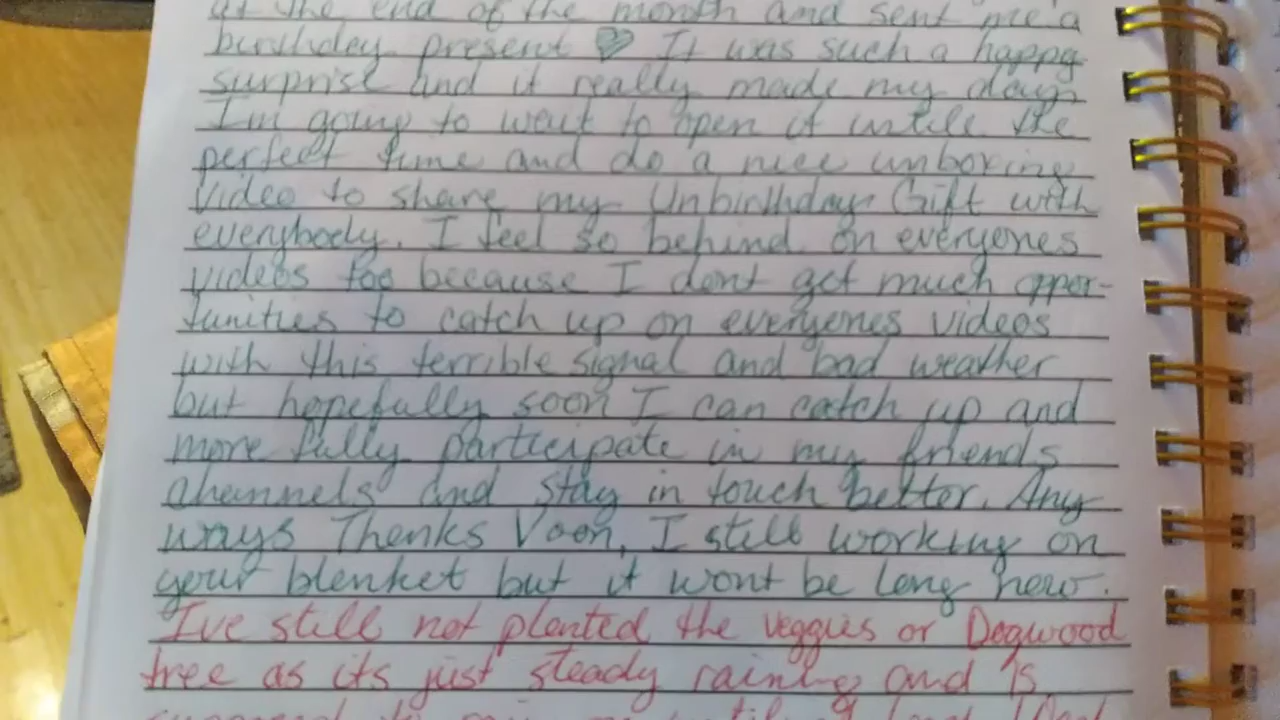 at the end of the month and sent me a
birthday present ♡ It was such a happy
surprise and it really made my day.
I'm going to wait to open it untill the
perfect time and do a nice unboxing
Video to share my Unbirthday Gift with
everybody. I feel so behind on everyones
videos too because I dont get much oppor-
tunities to catch up on everyones videos
with this terrible signal and bad weather
but hopefully soon I can catch up and
more fully participate in my friends
channels and stay in touch better. Any
ways Thanks Voon, I still working on
your blanket but it wont be long now.
I've still not planted the veggies or Dogwood
tree as its just steady raining and is